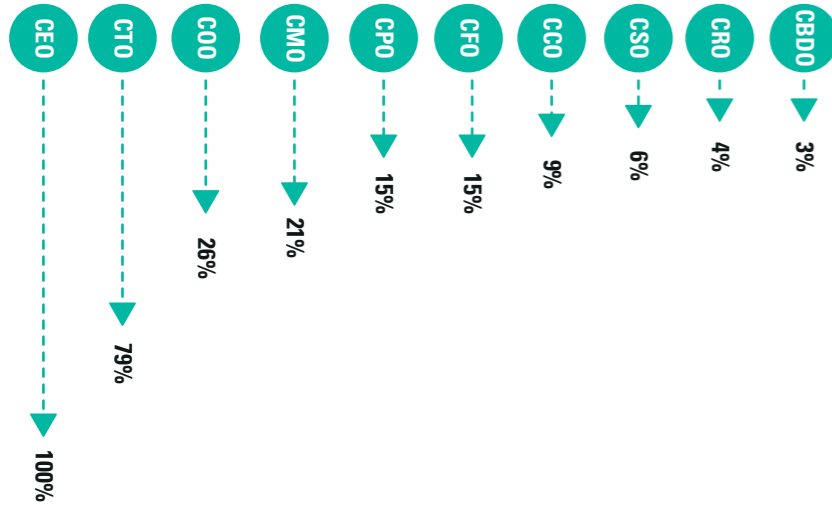 CBDO 3%
CRO 4%
CSO 6%
CCO 9%
CFO 15%
CPO 15%
CMO 21%
COO 26%
CTO 79%
CEO 100%